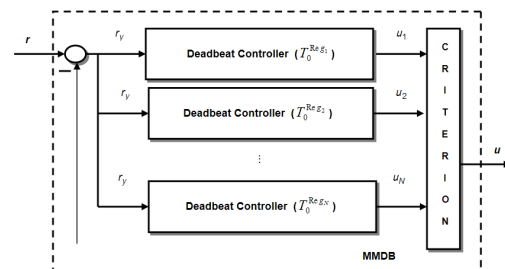 r
r_y
Deadbeat Controller (T_0^{Reg_1})
u_1
r_y
Deadbeat Controller (T_0^{Reg_2})
u_2
⋮
r_y
Deadbeat Controller (T_0^{Reg_N})
u_N
CRITERION
u
MMDB